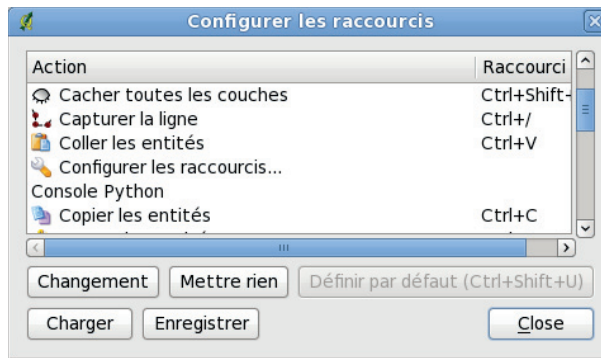 Configurer les raccourcis
Action Raccourci
Cacher toutes les couches Ctrl+Shift+
Capturer la ligne Ctrl+/
Coller les entités Ctrl+V
Configurer les raccourcis...
Console Python
Copier les entités Ctrl+C
Changement Mettre rien Définir par défaut (Ctrl+Shift+U)
Charger Enregistrer Close